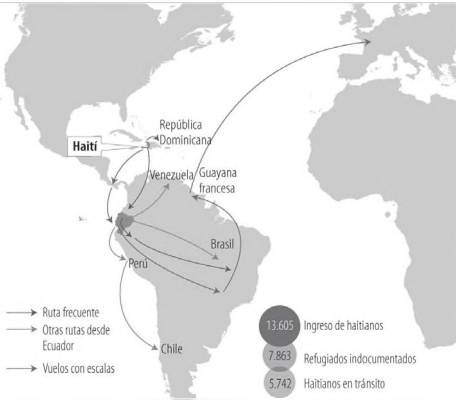 República
Dominicana
Haití
Venezuela
Guayana
francesa
Brasil
Perú
Chile
Ruta frecuente
Otras rutas desde
Ecuador
Vuelos con escalas
13.605 Ingreso de haitianos
7.863 Refugiados indocumentados
5.742 Haitianos en tránsito